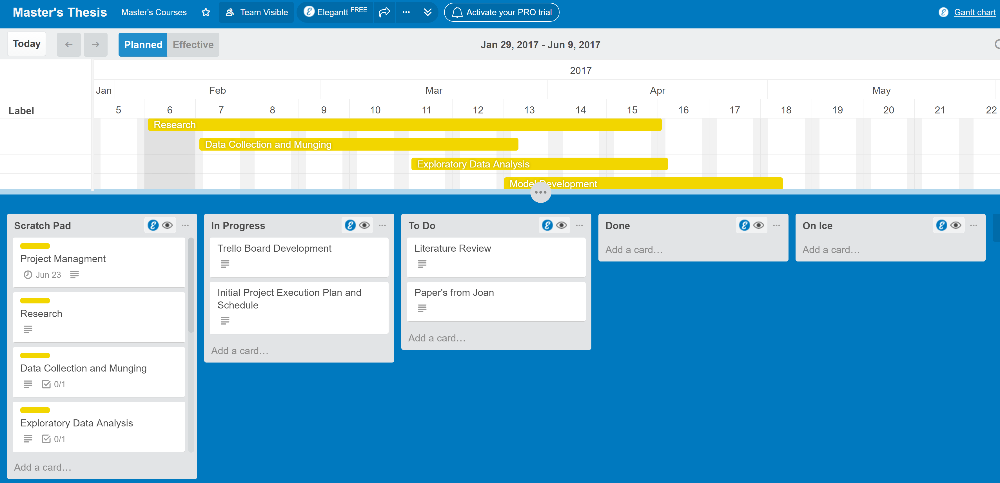 Master's Thesis Master's Courses Team Visible Elegantt FREE Activate your PRO trial Gantt chart
Today Planned Effective Jan 29, 2017 - Jun 9, 2017
2017
Jan Feb Mar Apr May
Label 5 6 7 8 9 10 11 12 13 14 15 16 17 18 19 20 21 22
Research
Data Collection and Munging
Exploratory Data Analysis
Model Development
Scratch Pad
Project Managment
Jun 23
Research
Data Collection and Munging
0/1
Exploratory Data Analysis
0/1
Add a card…
In Progress
Trello Board Development
Initial Project Execution Plan and
Schedule
Add a card…
To Do
Literature Review
Paper's from Joan
Add a card…
Done
Add a card…
On Ice
Add a card…